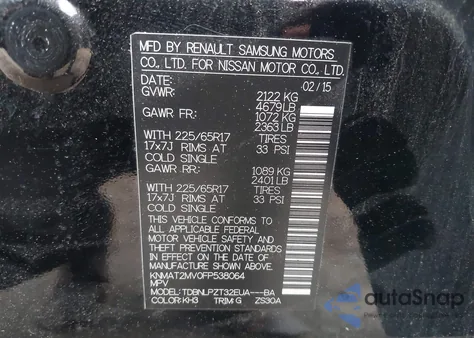 MFD BY RENAULT SAMSUNG MOTORS
CO., LTD. FOR NISSAN MOTOR CO., LTD.
DATE: 02/15
GVWR: 2122 KG
4679LB
GAWR FR: 1072 KG
2363 LB
WITH 225/65R17 TIRES
17x7J RIMS AT 33 PSI
COLD SINGLE
GAWR RR: 1089 KG
2401 LB
WITH 225/65R17 TIRES
17x7J RIMS AT 33 PSI
COLD SINGLE
THIS VEHICLE CONFORMS TO
ALL APPLICABLE FEDERAL
MOTOR VEHICLE SAFETY AND
THEFT PREVENTION STANDARDS
IN EFFECT ON THE DATE OF
MANUFACTURE SHOWN ABOVE.
KNMAT2MV0FP538064
MPV
MODEL: TDBNLPZT32EUA---BA
COLOR: KH3 TRIM: G ZS30A
autoSnap